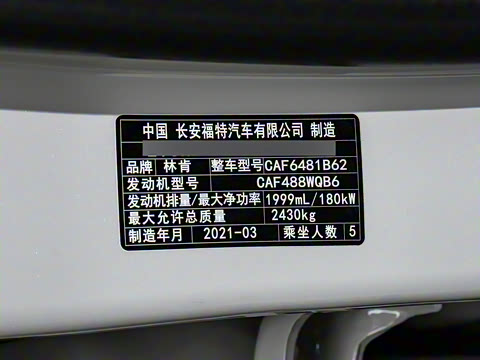 中国 长安福特汽车有限公司 制造
品牌 林肯 整车型号 CAF6481B62
发动机型号 CAF488WQB6
发动机排量/最大净功率 1999mL/180kW
最大允许总质量 2430kg
制造年月 2021-03 乘坐人数 5